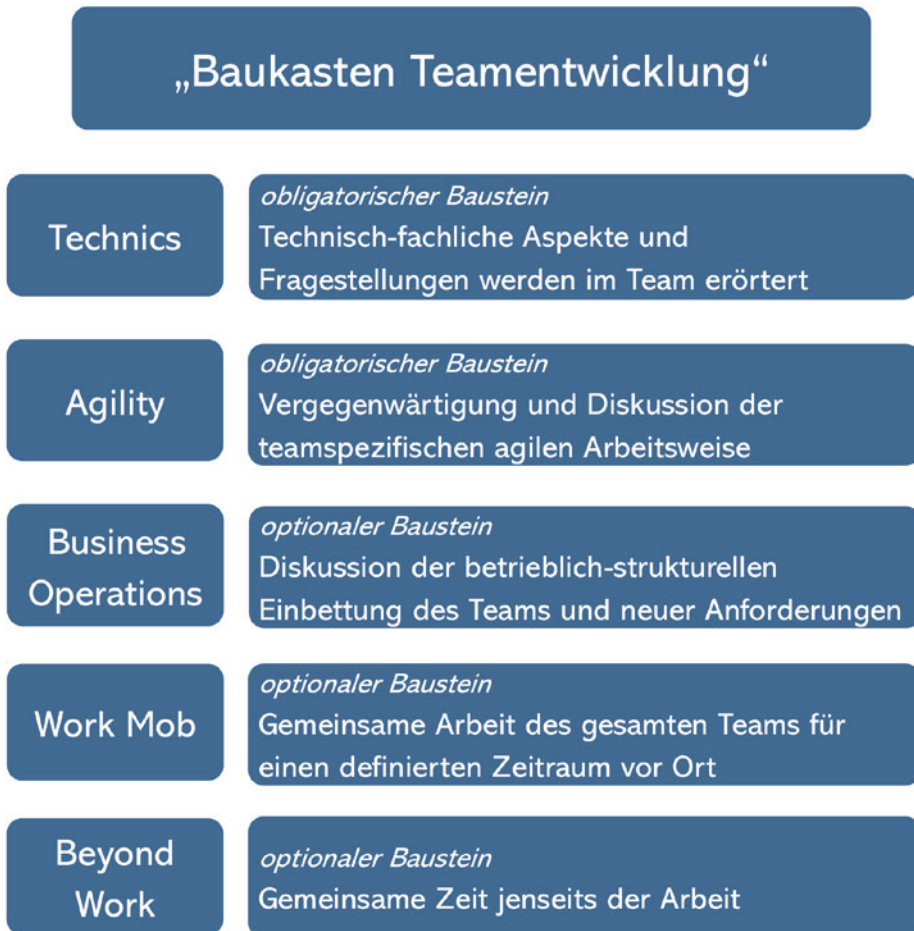 „Baukasten Teamentwicklung“
Technics
obligatorischer Baustein
Technisch-fachliche Aspekte und
Fragestellungen werden im Team erörtert
Agility
obligatorischer Baustein
Vergegenwärtigung und Diskussion der
teamspezifischen agilen Arbeitsweise
Business
Operations
optionaler Baustein
Diskussion der betrieblich-strukturellen
Einbettung des Teams und neuer Anforderungen
Work Mob
optionaler Baustein
Gemeinsame Arbeit des gesamten Teams für
einen definierten Zeitraum vor Ort
Beyond
Work
optionaler Baustein
Gemeinsame Zeit jenseits der Arbeit